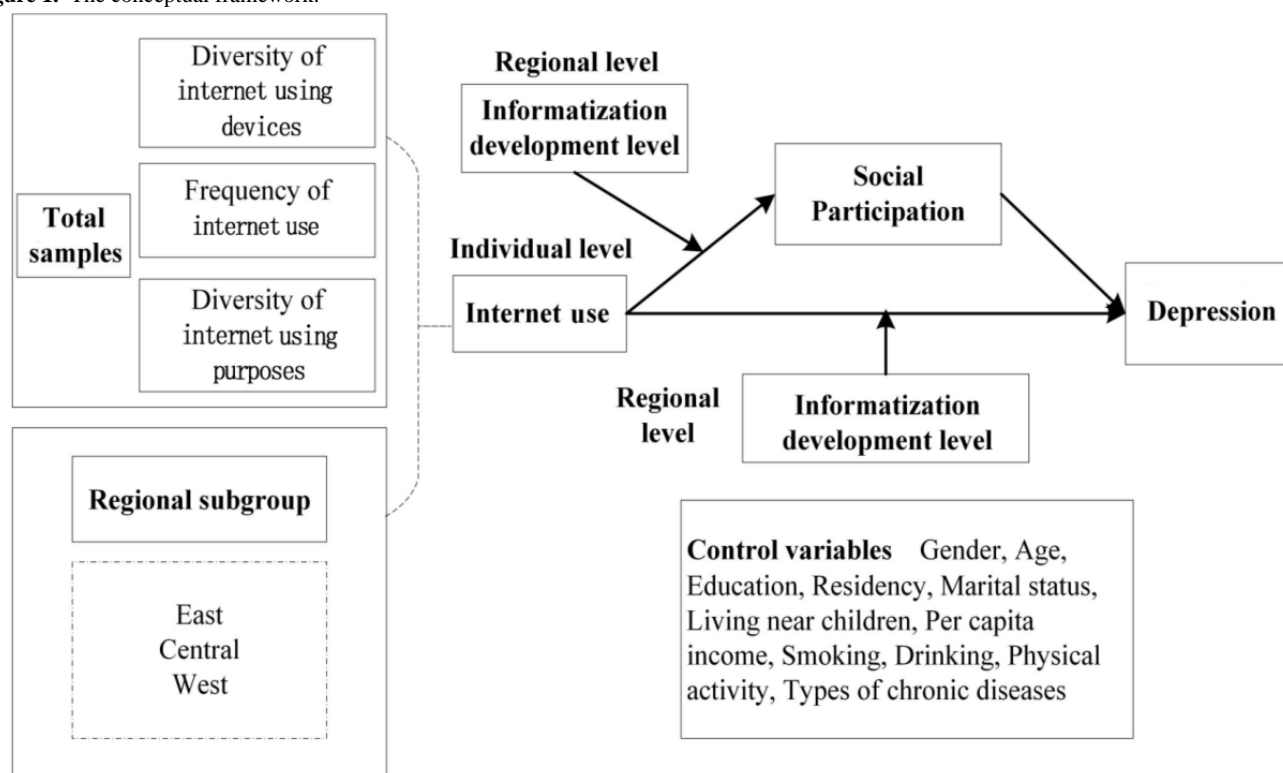 Figure 1. The conceptual framework.
Diversity of
internet using
devices
Total
samples
Frequency of
internet use
Diversity of
internet using
purposes
Regional subgroup
East
Central
West
Regional level
Informatization
development level
Individual level
Internet use
Social
Participation
Depression
Regional
level
Informatization
development level
Control variables Gender, Age,
Education, Residency, Marital status,
Living near children, Per capita
income, Smoking, Drinking, Physical
activity, Types of chronic diseases